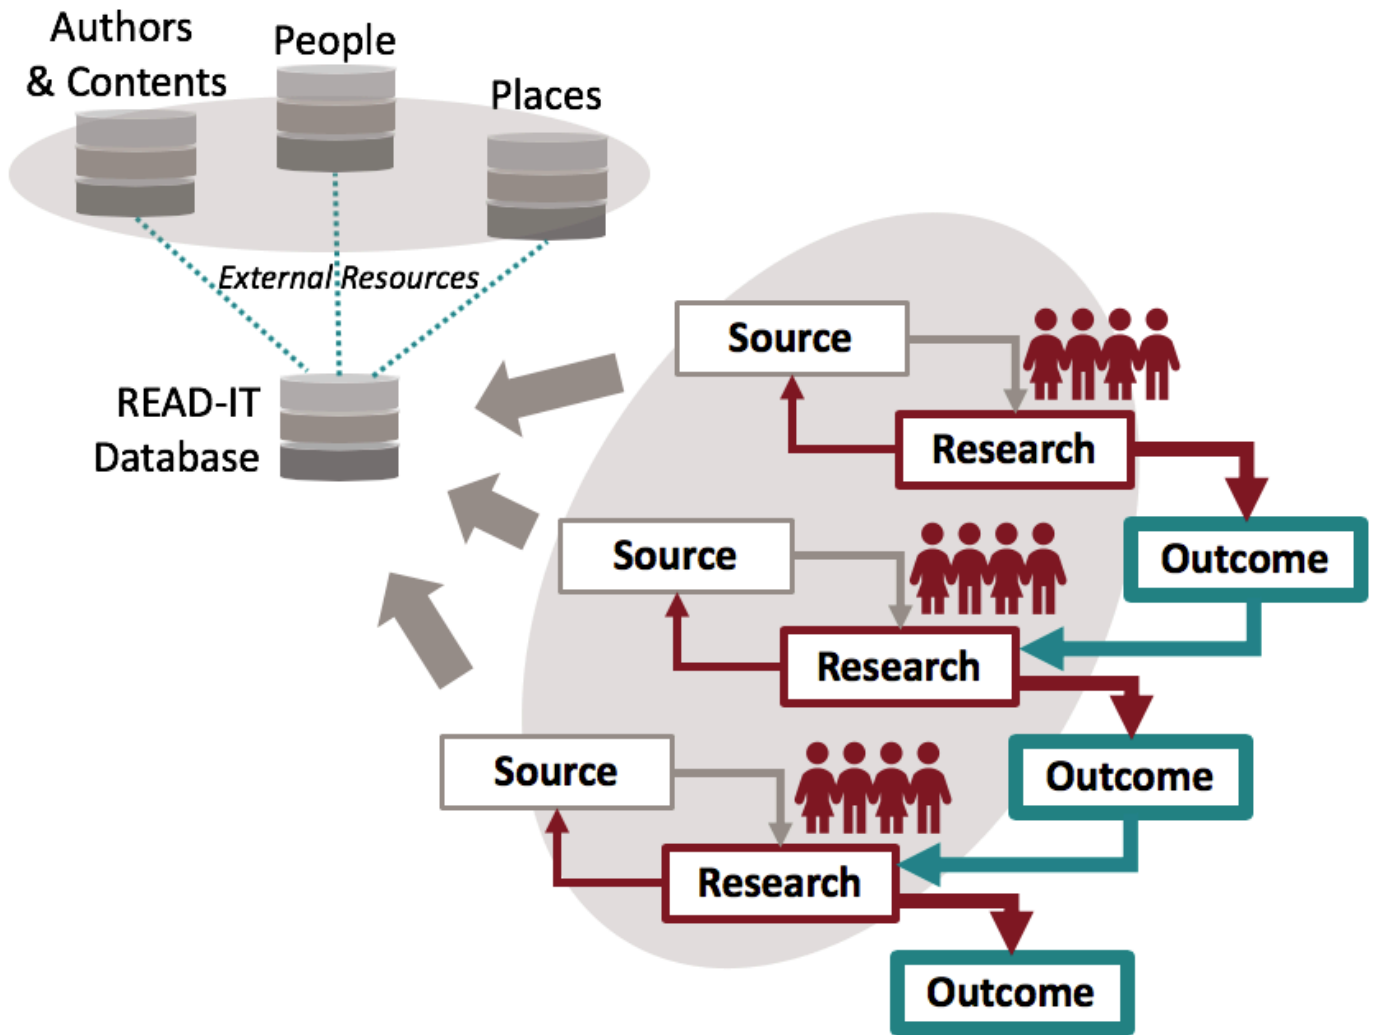 Authors
& Contents
People
Places
External Resources
READ-IT
Database
Source
Research
Outcome
Source
Research
Outcome
Source
Research
Outcome